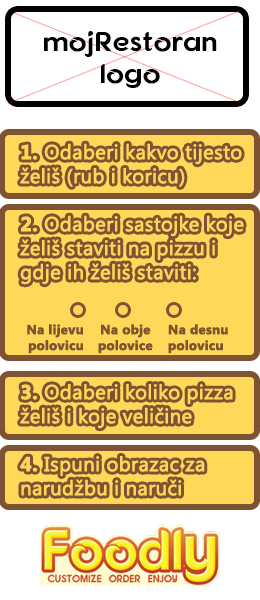 mojRestoran
logo
1. Odaberi kakvo tijesto
želiš (rub i koricu)
2. Odaberi sastojke koje
želiš staviti na pizzu i
gdje ih želiš staviti:
Na lijevu Na obje Na desnu
polovicu polovice polovicu
3. Odaberi koliko pizza
želiš i koje veličine
4. Ispuni obrazac za
narudžbu i naruči
Foodly
CUSTOMIZE ORDER ENJOY